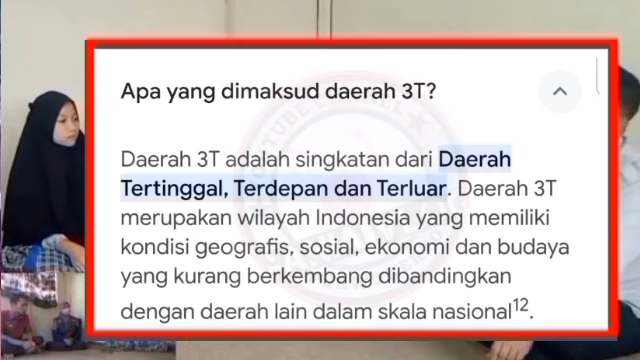 Apa yang dimaksud daerah 3T?
Daerah 3T adalah singkatan dari Daerah
Tertinggal, Terdepan dan Terluar. Daerah 3T
merupakan wilayah Indonesia yang memiliki
kondisi geografis, sosial, ekonomi dan budaya
yang kurang berkembang dibandingkan
dengan daerah lain dalam skala nasional12.